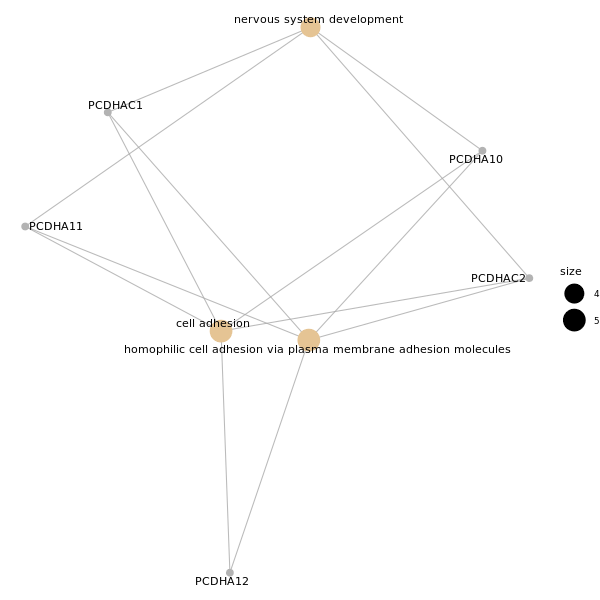 nervous system development
PCDHAC1
PCDHA10
PCDHA11
PCDHAC2
size
4
5
cell adhesion
homophilic cell adhesion via plasma membrane adhesion molecules
PCDHA12